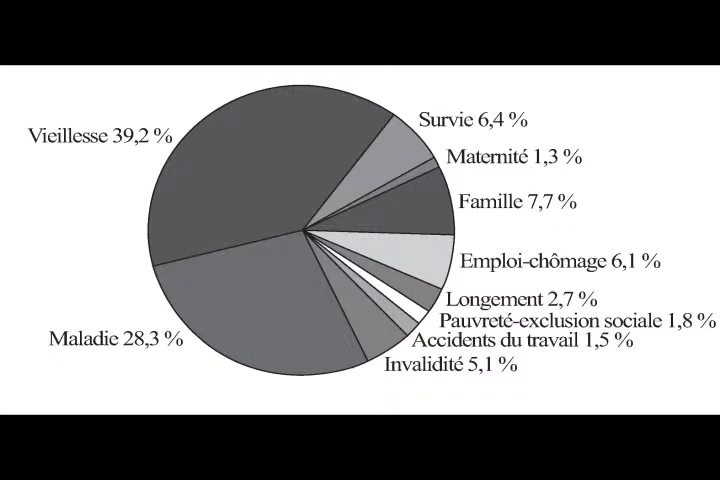 Survie 6,4 %
Vieillesse 39,2 %
Maternité 1,3 %
Famille 7,7 %
Emploi-chômage 6,1 %
Longement 2,7 %
Pauvreté-exclusion sociale 1,8 %
Maladie 28,3 %
Accidents du travail 1,5 %
Invalidité 5,1 %